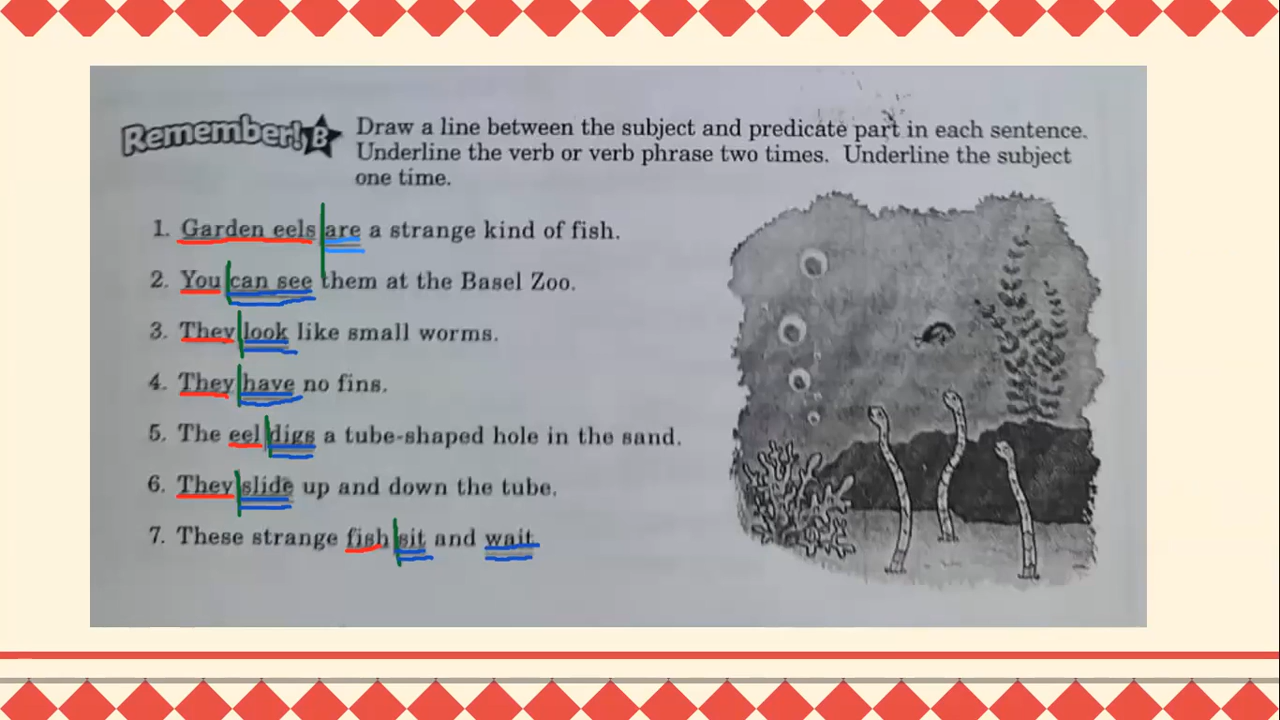 Remember! B
Draw a line between the subject and predicate part in each sentence.
Underline the verb or verb phrase two times. Underline the subject
one time.
1. Garden eels are a strange kind of fish.
2. You can see them at the Basel Zoo.
3. They look like small worms.
4. They have no fins.
5. The eel digs a tube-shaped hole in the sand.
6. They slide up and down the tube.
7. These strange fish sit and wait